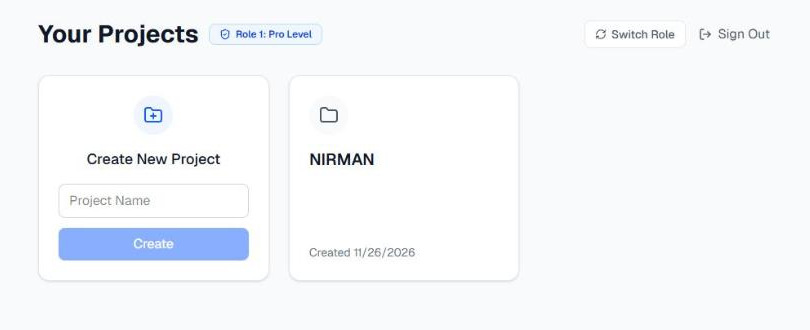 Your Projects
Role 1: Pro Level
Switch Role
Sign Out
Create New Project
Project Name
Create
NIRMAN
Created 11/26/2026